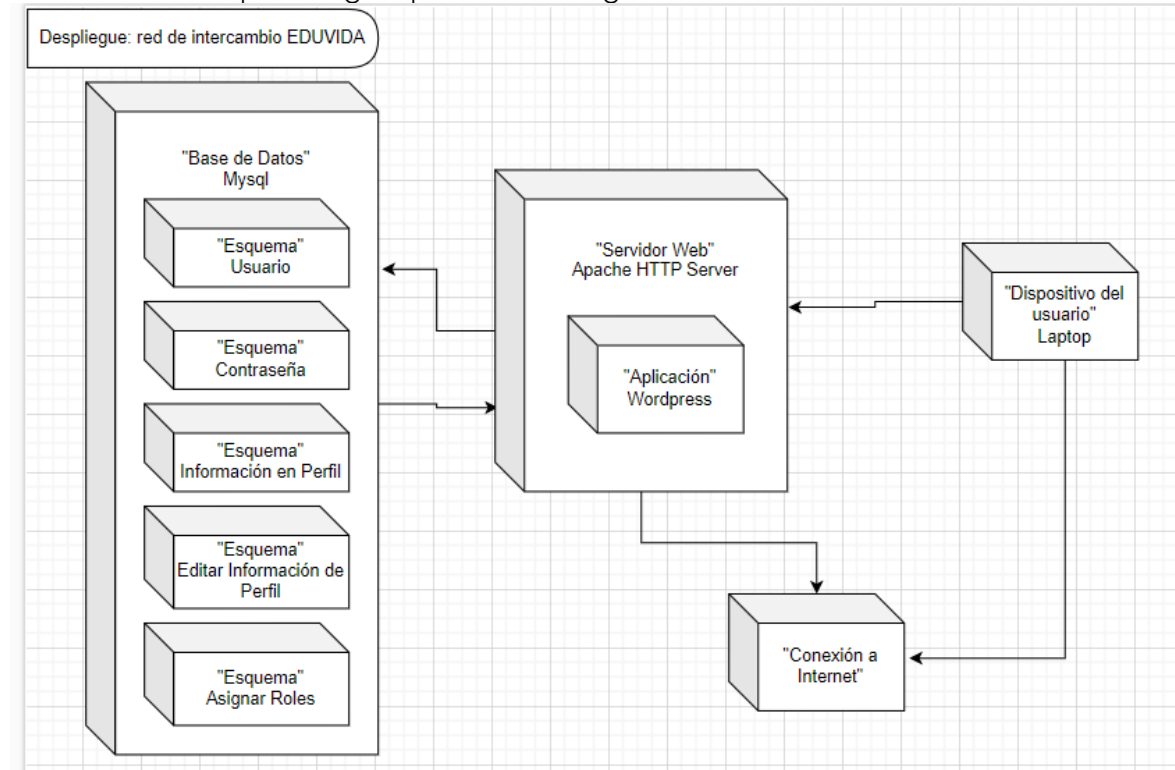 Despliegue: red de intercambio EDUVIDA
"Base de Datos"
Mysql
"Esquema"
Usuario
"Esquema"
Contraseña
"Esquema"
Información en Perfil
"Esquema"
Editar Información de
Perfil
"Esquema"
Asignar Roles
"Servidor Web"
Apache HTTP Server
"Aplicación"
Wordpress
"Dispositivo del
usuario"
Laptop
"Conexión a
Internet"